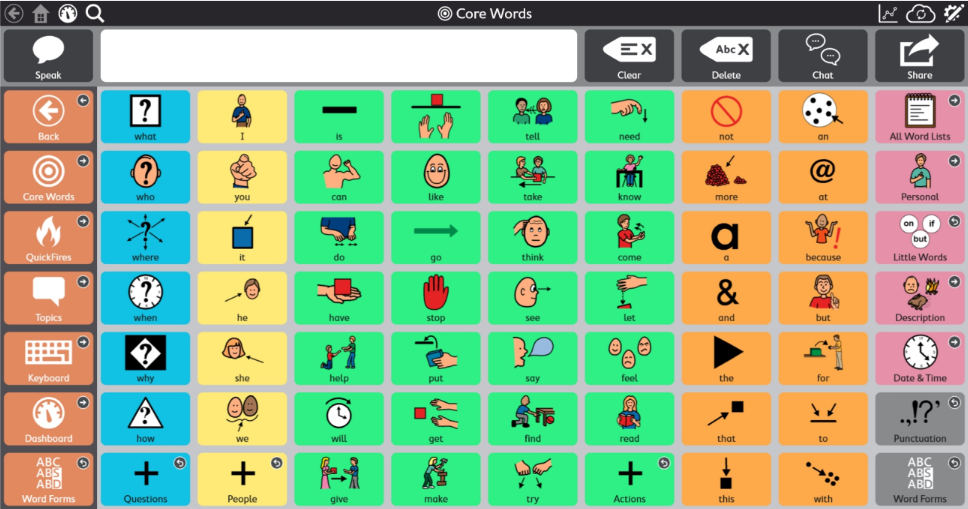 Core Words
Speak
Clear
Abc X
Delete
Chat
Share
Back
what
I
is
tell
need
not
an
All Word Lists
Core Words
who
you
can
like
take
know
more
@
at
Personal
QuickFires
where
it
do
go
think
come
a
a
because
on if
but
Little Words
Topics
when
he
have
stop
see
let
&
and
but
Description
Keyboard
why
she
help
put
say
feel
the
for
Date & Time
Dashboard
how
we
will
get
find
read
that
to
.,!?’
Punctuation
ABC
ABS
ABD
Word Forms
Questions
People
give
make
try
Actions
this
with
ABC
ABS
ABD
Word Forms